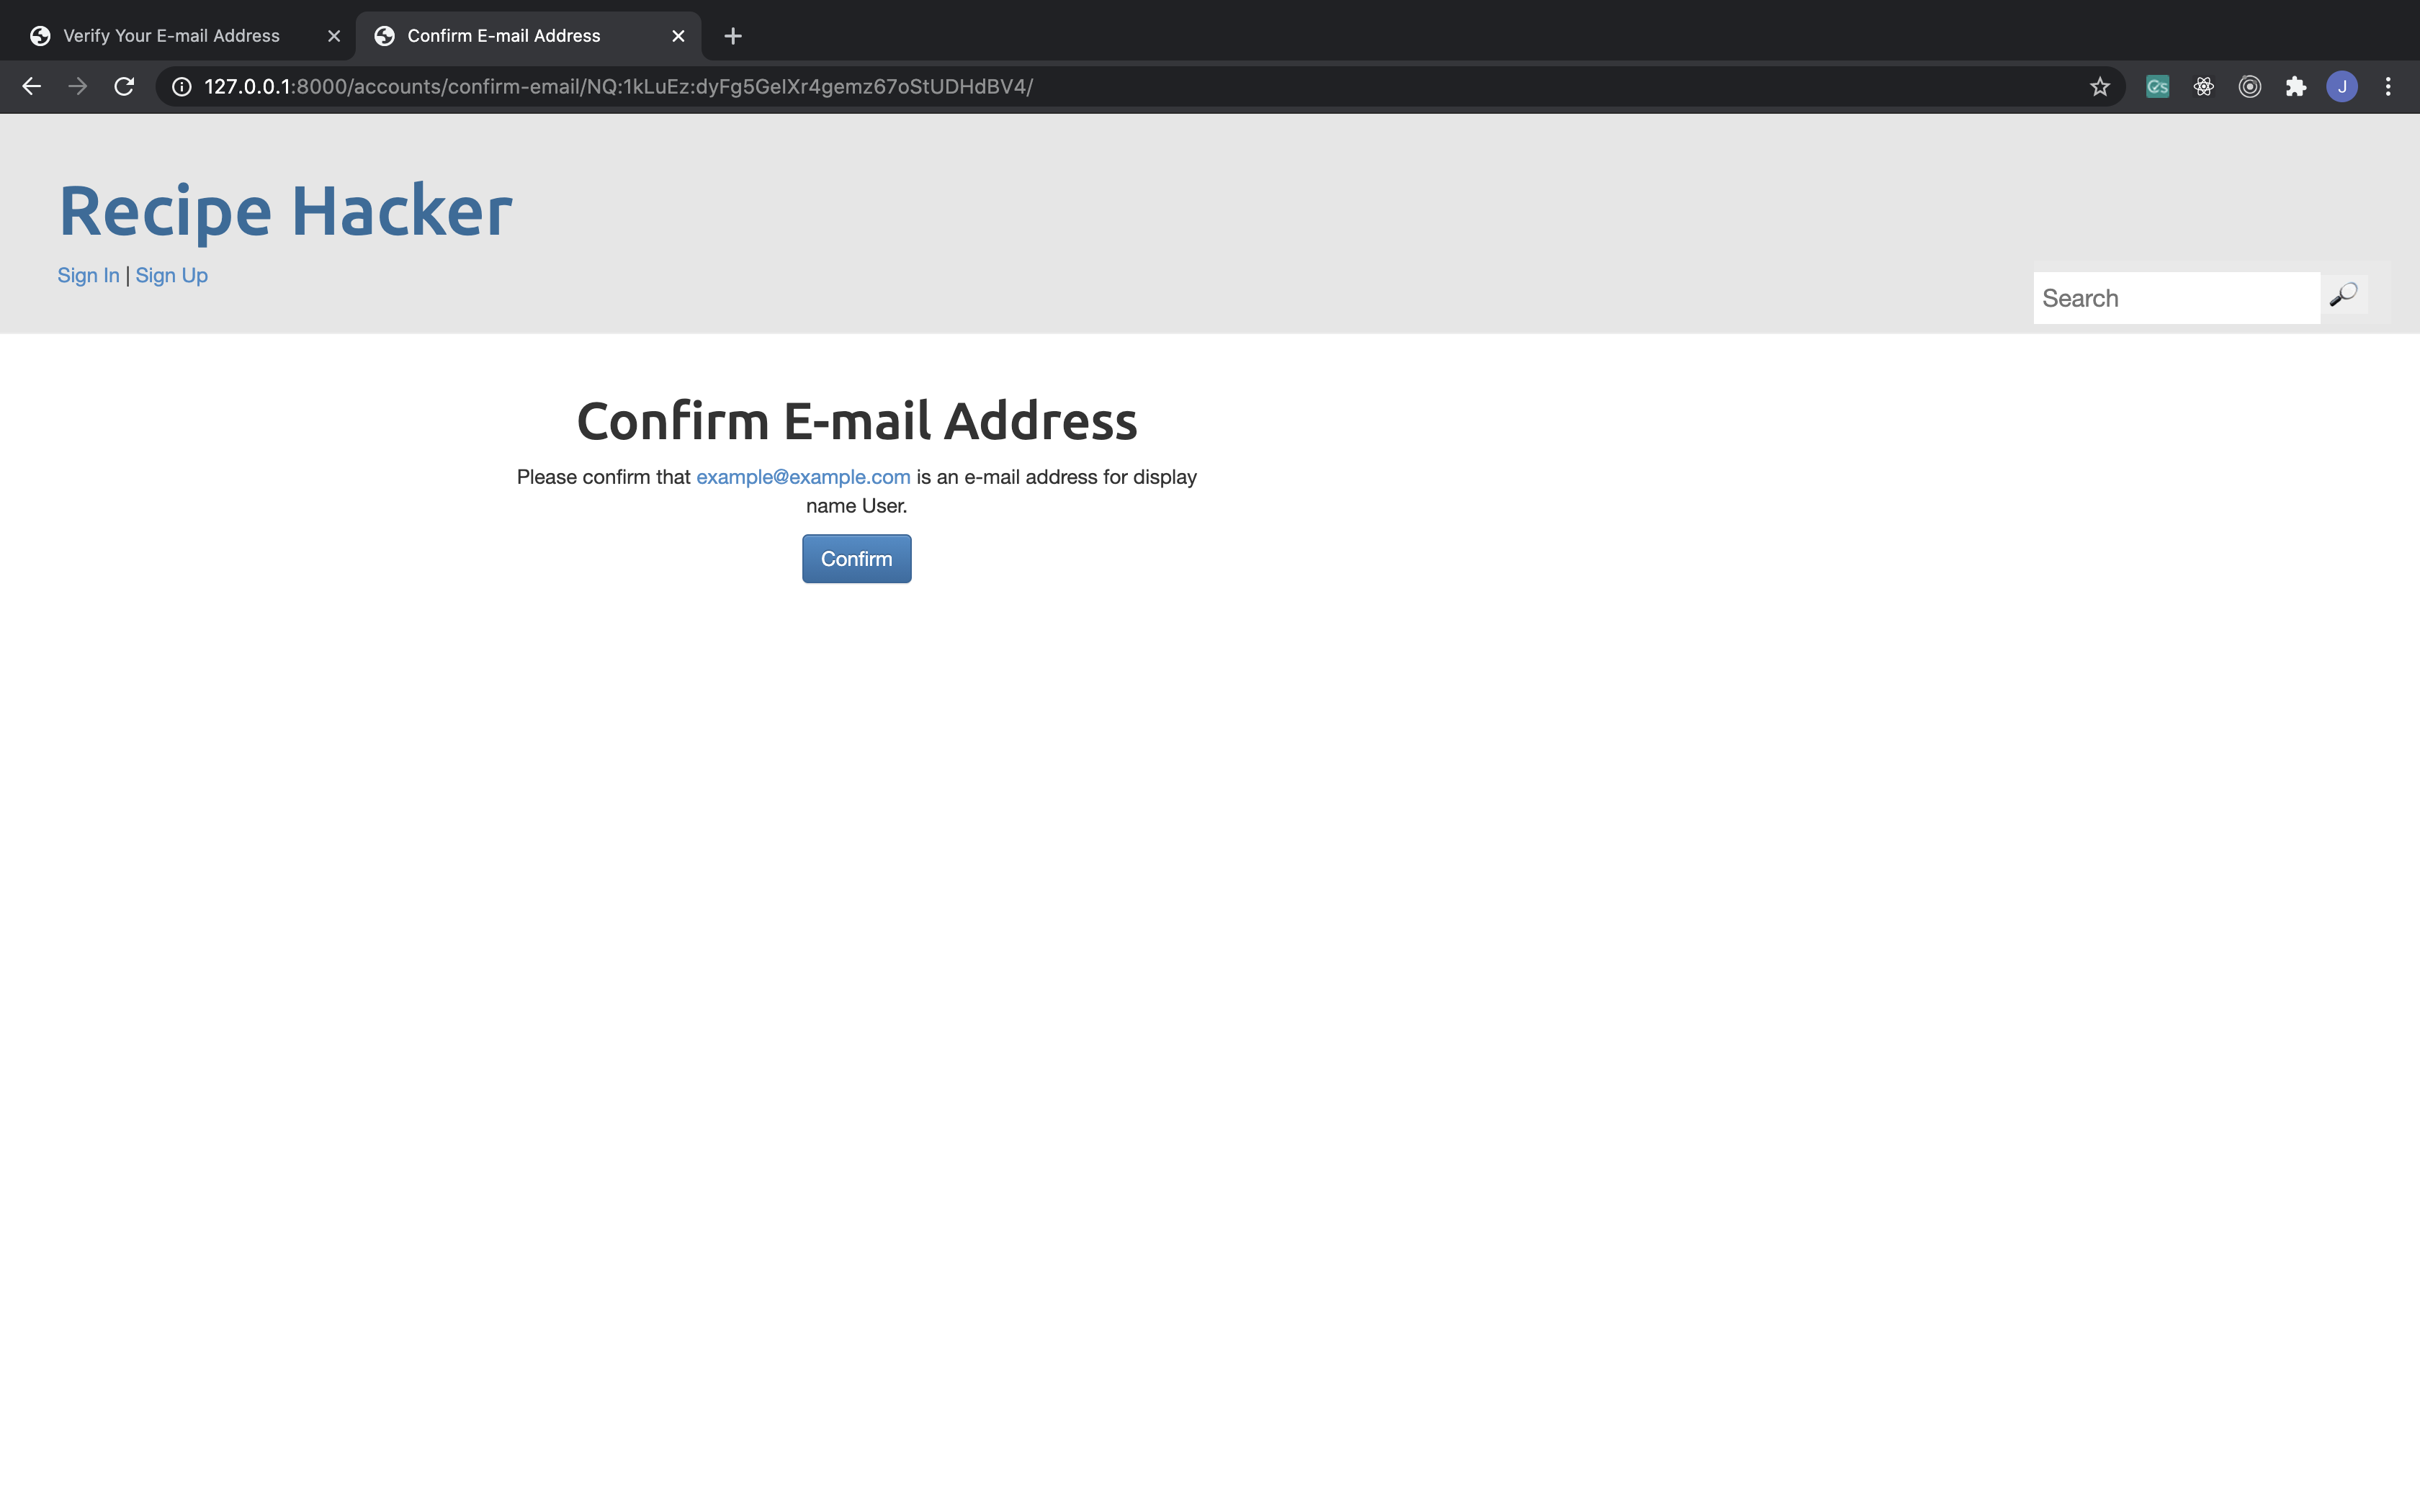 Verify Your E-mail Address
Confirm E-mail Address
127.0.0.1:8000/accounts/confirm-email/NQ:1kLuEz:dyFg5GeIXr4gemz67oStUDHdBV4/
Gs
J
Recipe Hacker
Sign In | Sign Up
Search
Confirm E-mail Address
Please confirm that example@example.com is an e-mail address for display
name User.
Confirm